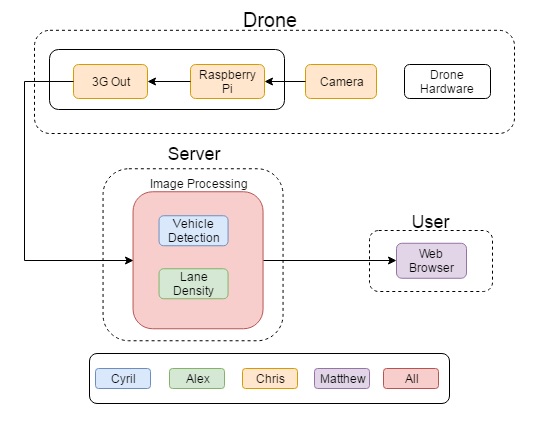 Drone
3G Out
Raspberry
Pi
Camera
Drone
Hardware
Server
Image Processing
Vehicle
Detection
Lane
Density
User
Web
Browser
Cyril
Alex
Chris
Matthew
All